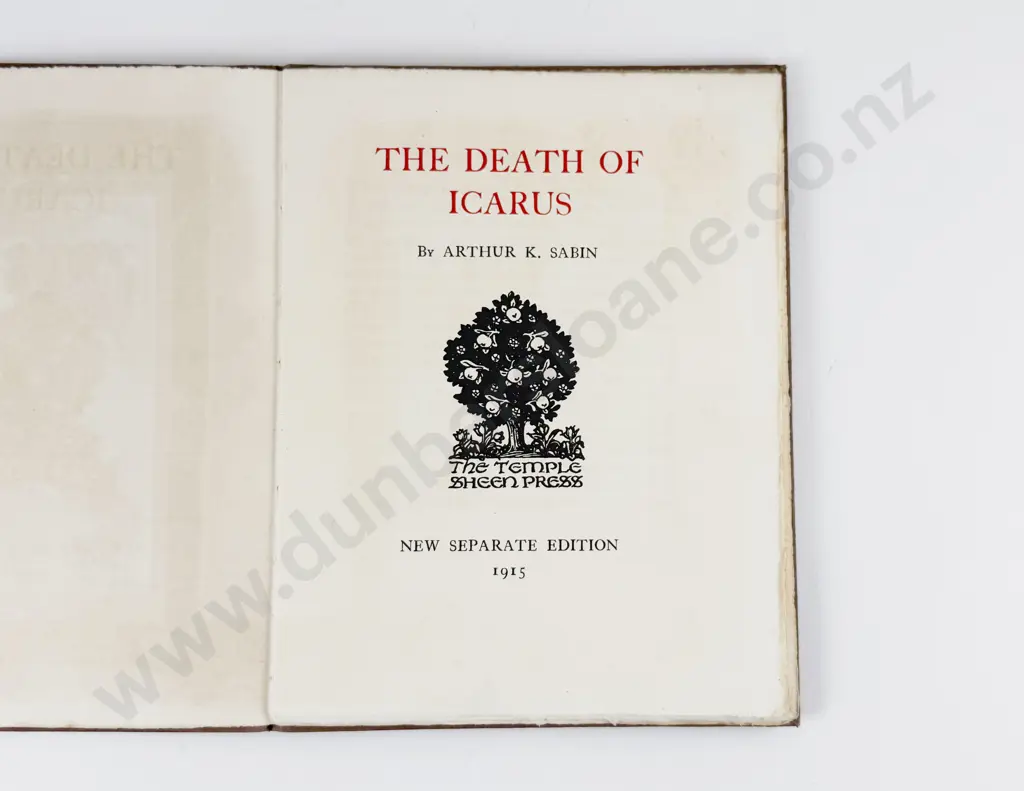 THE DEATH OF
ICARUS
By ARTHUR K. SABIN
The Temple
Sheen Press
NEW SEPARATE EDITION
1915
www.dunbarsloane.co.nz